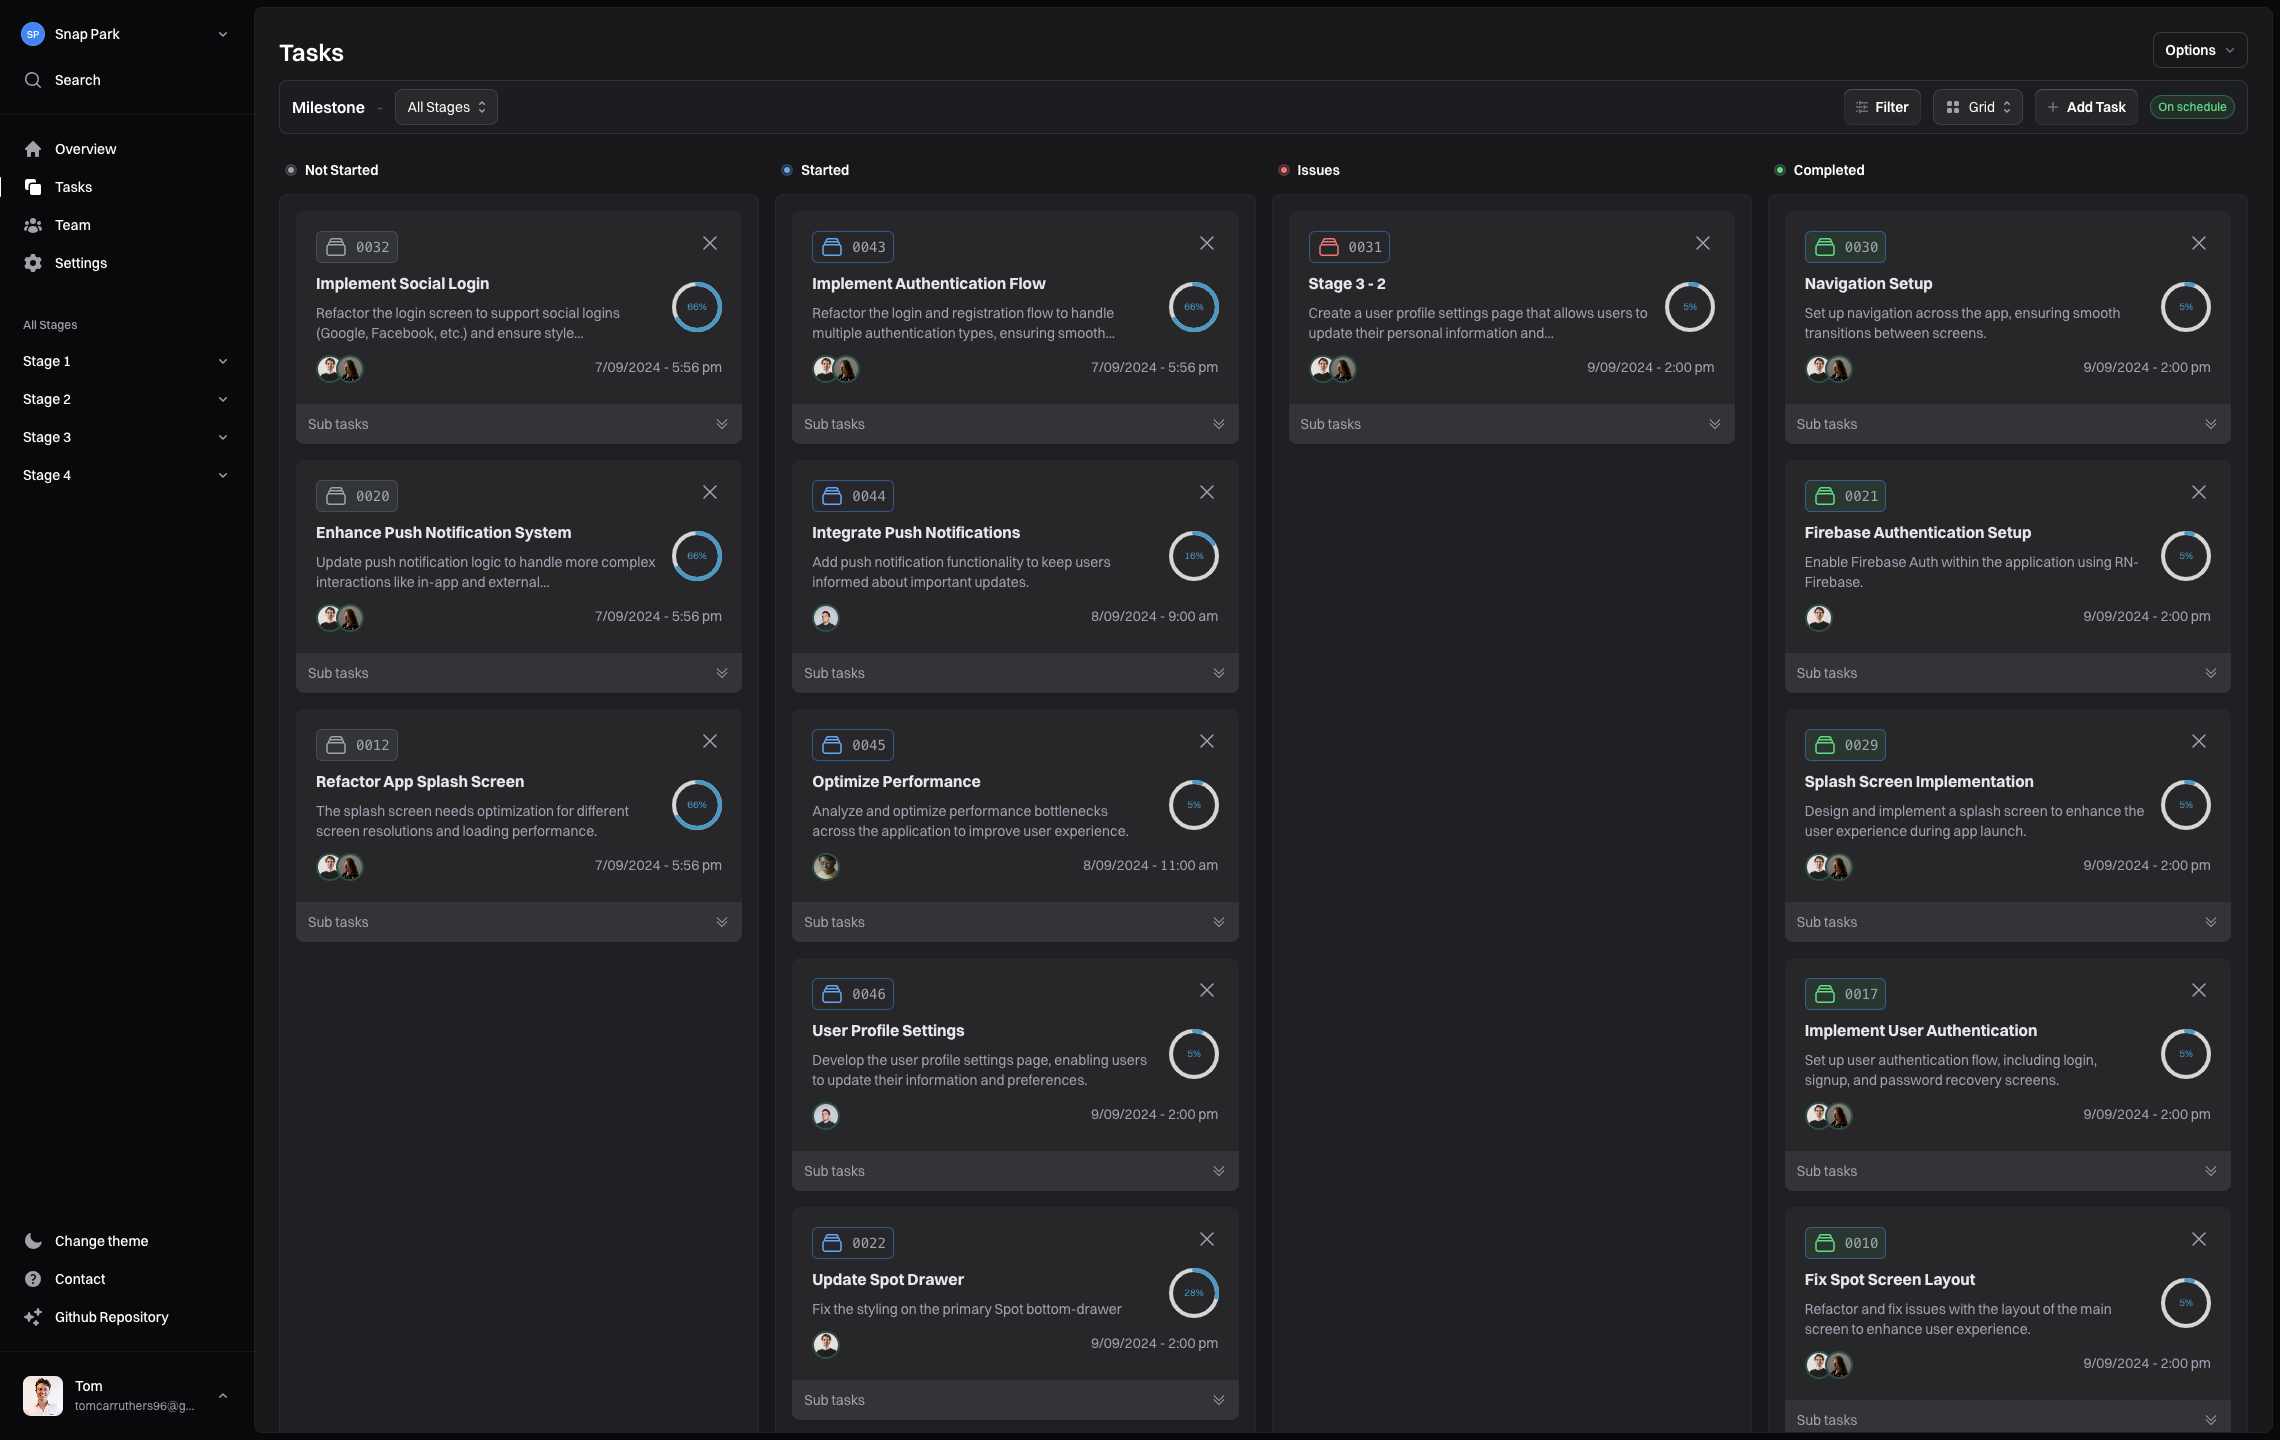 SP Snap Park
Search
Overview
Tasks
Team
Settings
All Stages
Stage 1
Stage 2
Stage 3
Stage 4
Change theme
Contact
Github Repository
Tom
tomcarruthers96@g...
Tasks
Options
Milestone - All Stages
Filter
Grid
+ Add Task
On schedule
Not Started
0032
Implement Social Login
Refactor the login screen to support social logins
(Google, Facebook, etc.) and ensure style...
66%
7/09/2024 - 5:56 pm
Sub tasks
0020
Enhance Push Notification System
Update push notification logic to handle more complex
interactions like in-app and external...
66%
7/09/2024 - 5:56 pm
Sub tasks
0012
Refactor App Splash Screen
The splash screen needs optimization for different
screen resolutions and loading performance.
66%
7/09/2024 - 5:56 pm
Sub tasks
Started
0043
Implement Authentication Flow
Refactor the login and registration flow to handle
multiple authentication types, ensuring smooth...
66%
7/09/2024 - 5:56 pm
Sub tasks
0044
Integrate Push Notifications
Add push notification functionality to keep users
informed about important updates.
16%
8/09/2024 - 9:00 am
Sub tasks
0045
Optimize Performance
Analyze and optimize performance bottlenecks
across the application to improve user experience.
5%
8/09/2024 - 11:00 am
Sub tasks
0046
User Profile Settings
Develop the user profile settings page, enabling users
to update their information and preferences.
5%
9/09/2024 - 2:00 pm
Sub tasks
0022
Update Spot Drawer
Fix the styling on the primary Spot bottom-drawer
28%
9/09/2024 - 2:00 pm
Sub tasks
Issues
0031
Stage 3 - 2
Create a user profile settings page that allows users to
update their personal information and...
5%
9/09/2024 - 2:00 pm
Sub tasks
Completed
0030
Navigation Setup
Set up navigation across the app, ensuring smooth
transitions between screens.
5%
9/09/2024 - 2:00 pm
Sub tasks
0021
Firebase Authentication Setup
Enable Firebase Auth within the application using RN-
Firebase.
5%
9/09/2024 - 2:00 pm
Sub tasks
0029
Splash Screen Implementation
Design and implement a splash screen to enhance the
user experience during app launch.
5%
9/09/2024 - 2:00 pm
Sub tasks
0017
Implement User Authentication
Set up user authentication flow, including login,
signup, and password recovery screens.
5%
9/09/2024 - 2:00 pm
Sub tasks
0010
Fix Spot Screen Layout
Refactor and fix issues with the layout of the main
screen to enhance user experience.
5%
9/09/2024 - 2:00 pm
Sub tasks